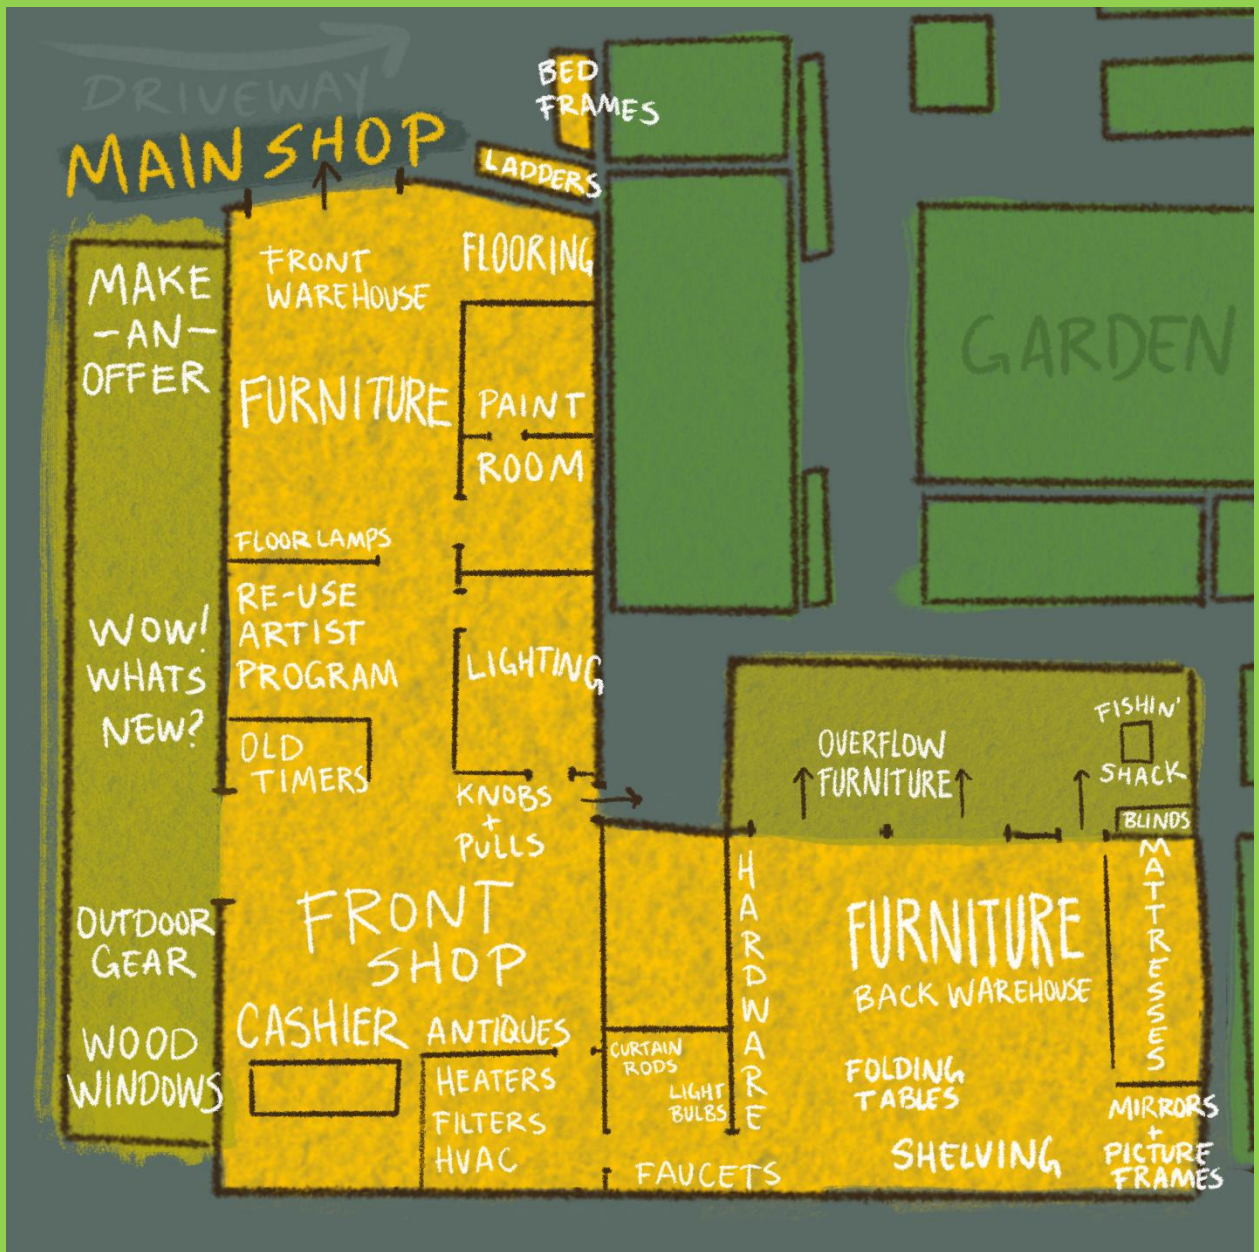 DRIVEWAY
MAIN SHOP
BED
FRAMES
LADDERS
MAKE
-AN-
OFFER
FRONT
WAREHOUSE
FLOORING
FURNITURE
PAINT
ROOM
GARDEN
FLOOR LAMPS
RE-USE
ARTIST
PROGRAM
WOW!
WHATS
NEW?
LIGHTING
OLD
TIMERS
KNOBS
+
PULLS
OVERFLOW
FURNITURE
FISHIN'
SHACK
BLINDS
OUTDOOR
GEAR
FRONT
SHOP
HARDWARE
FURNITURE
BACK WAREHOUSE
MATTRESSES
WOOD
WINDOWS
CASHIER
ANTIQUES
HEATERS
FILTERS
HVAC
CURTAIN
RODS
LIGHT
BULBS
FAUCETS
FOLDING
TABLES
SHELVING
MIRRORS
+
PICTURE
FRAMES